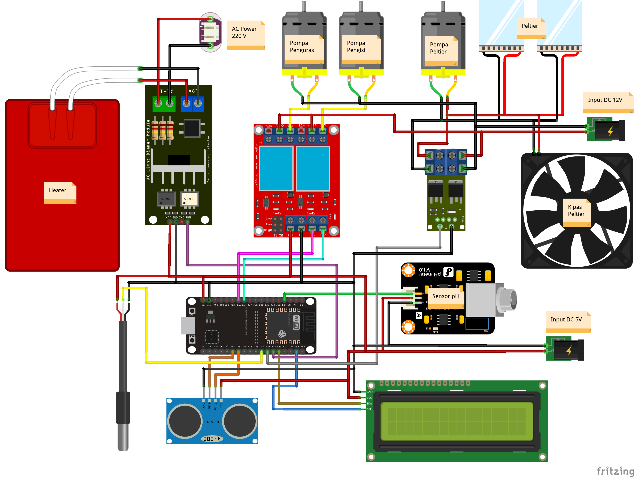 AC Power
220 V
Pompa
Penguras
Pompa
Pengisi
Pompa
Peltier
Peltier
Input DC 12V
Heater
Kipas
Peltier
Sensor pH
Input DC 5V
fritzing